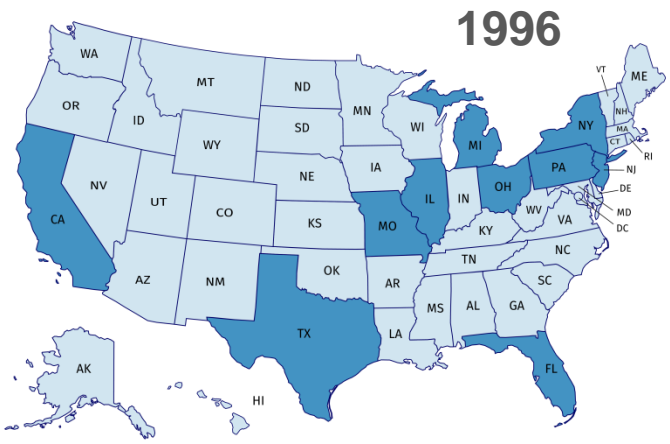 1996
WA
MT
ND
MN
VT
ME
OR
ID
SD
WI
MI
NY
NH
MA
CT
RI
WY
IA
PA
NJ
NV
UT
CO
NE
IL
IN
OH
DE
MD
DC
CA
KS
MO
KY
WV
VA
AZ
NM
OK
AR
TN
NC
SC
TX
LA
MS
AL
GA
FL
AK
HI